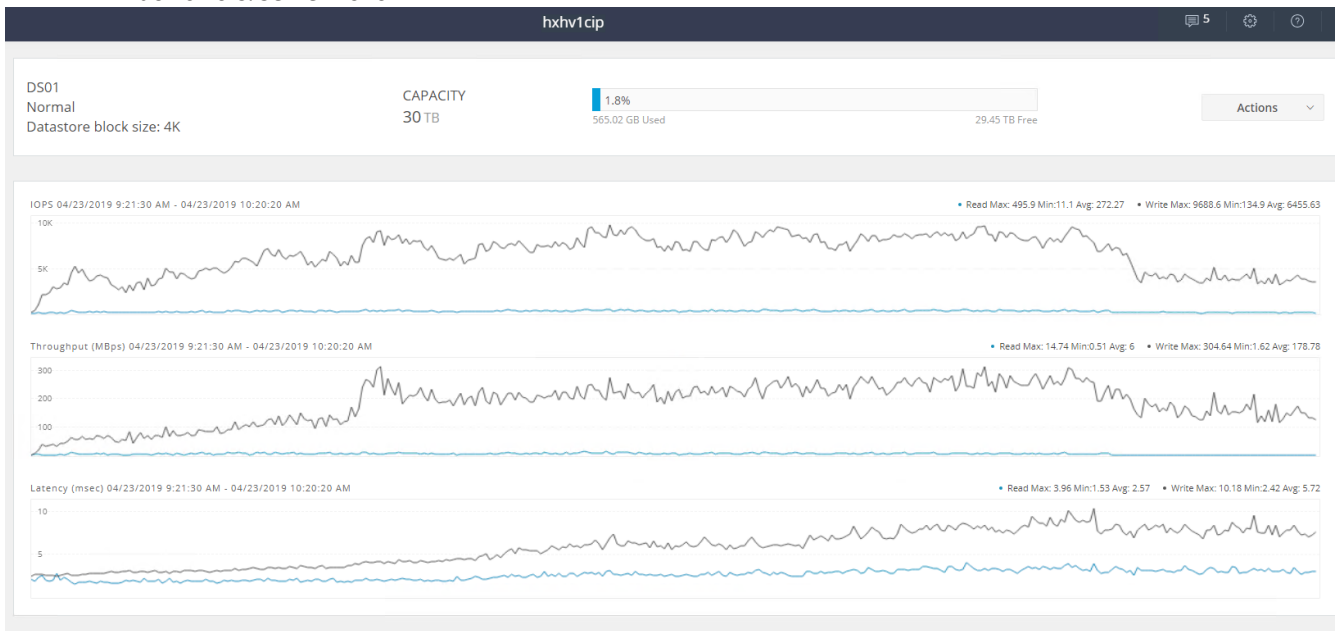 hxhv1cip
5
DS01
Normal
Datastore block size: 4K
CAPACITY
30 TB
1.8%
565.02 GB Used
29.45 TB Free
Actions
IOPS 04/23/2019 9:21:30 AM - 04/23/2019 10:20:20 AM
• Read Max: 495.9 Min:11.1 Avg: 272.27 • Write Max: 9688.6 Min:134.9 Avg: 6455.63
10K
5K
Throughput (MBps) 04/23/2019 9:21:30 AM - 04/23/2019 10:20:20 AM
• Read Max: 14.74 Min:0.51 Avg: 6 • Write Max: 304.64 Min:1.62 Avg: 178.78
300
200
100
Latency (msec) 04/23/2019 9:21:30 AM - 04/23/2019 10:20:20 AM
• Read Max: 3.96 Min:1.53 Avg: 2.57 • Write Max: 10.18 Min:2.42 Avg: 5.72
10
5